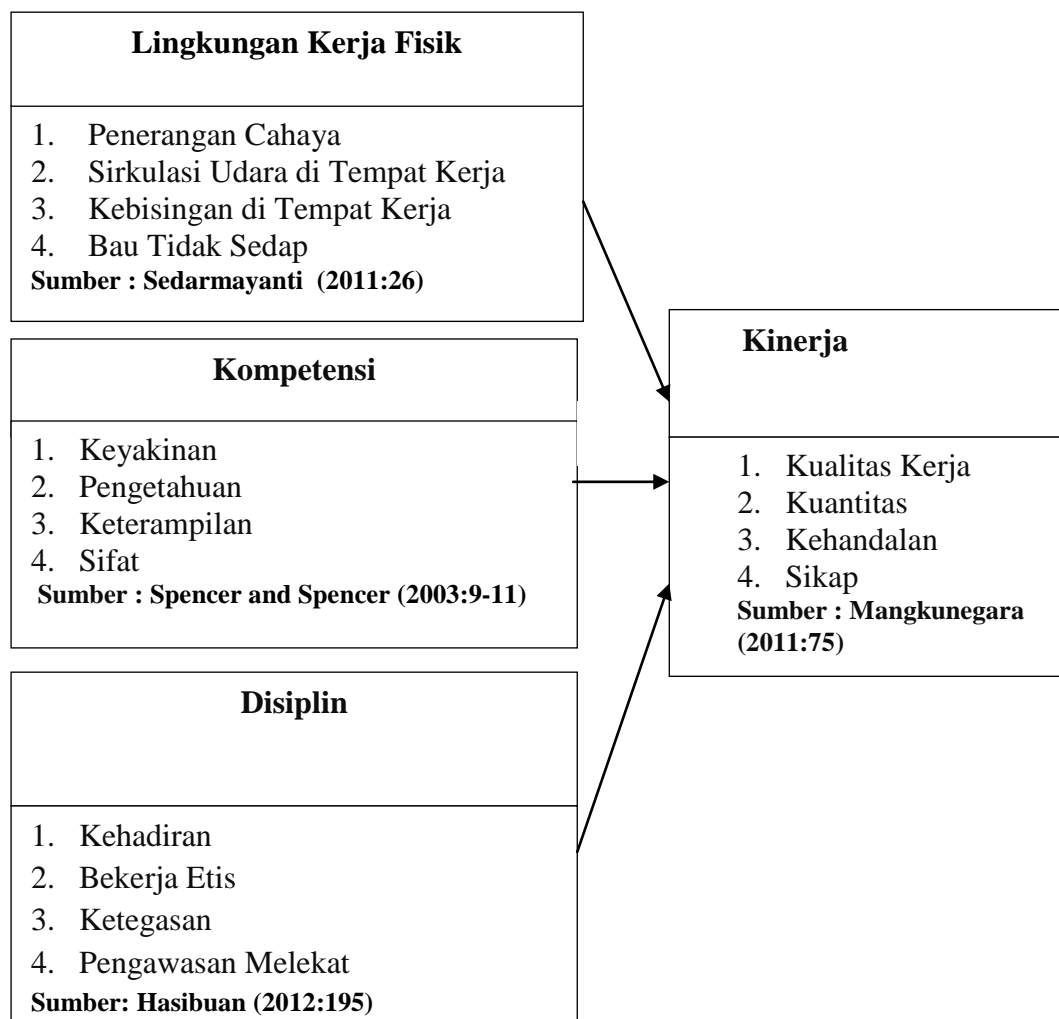 Lingkungan Kerja Fisik
1. Penerangan Cahaya
2. Sirkulasi Udara di Tempat Kerja
3. Kebisingan di Tempat Kerja
4. Bau Tidak Sedap
Sumber : Sedarmayanti (2011:26)
Kompetensi
1. Keyakinan
2. Pengetahuan
3. Keterampilan
4. Sifat
Sumber : Spencer and Spencer (2003:9-11)
Disiplin
1. Kehadiran
2. Bekerja Etis
3. Ketegasan
4. Pengawasan Melekat
Sumber: Hasibuan (2012:195)
Kinerja
1. Kualitas Kerja
2. Kuantitas
3. Kehandalan
4. Sikap
Sumber : Mangkunegara
(2011:75)